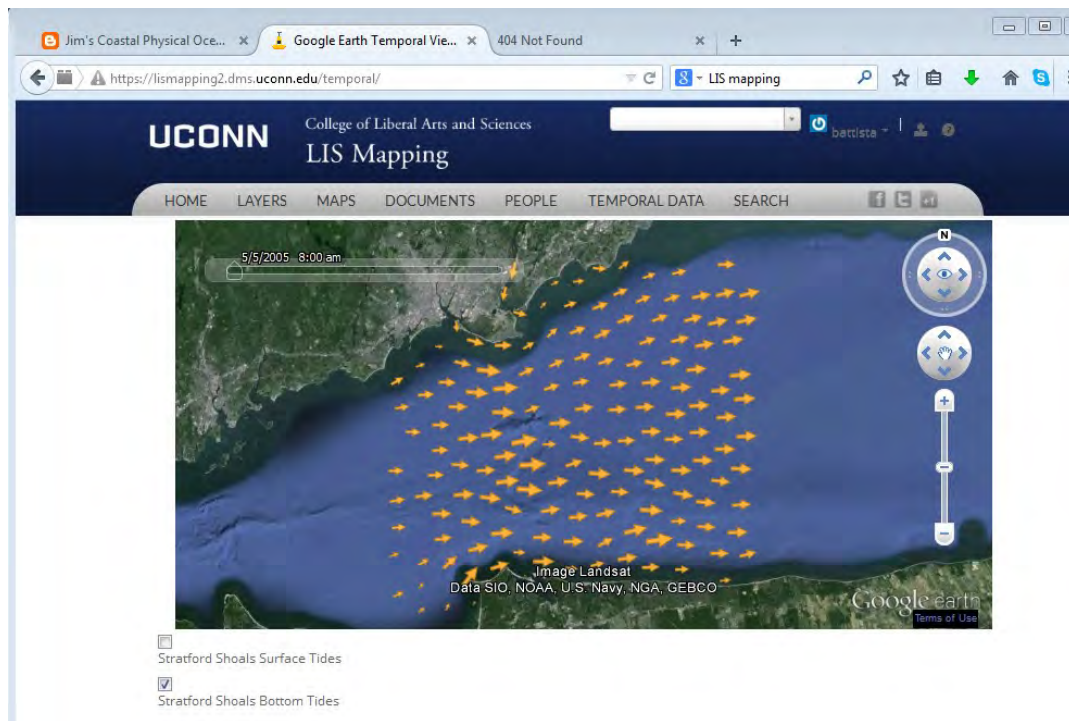 Jim's Coastal Physical Oce...
Google Earth Temporal Vie...
404 Not Found
https://lismapping2.dms.uconn.edu/temporal/
LIS mapping
UCONN
College of Liberal Arts and Sciences
LIS Mapping
battista
HOME LAYERS MAPS DOCUMENTS PEOPLE TEMPORAL DATA SEARCH
5/5/2005 8:00 am
N
Image Landsat
Data SIO, NOAA, U.S. Navy, NGA, GEBCO
Google earth
Terms of Use
Stratford Shoals Surface Tides
Stratford Shoals Bottom Tides